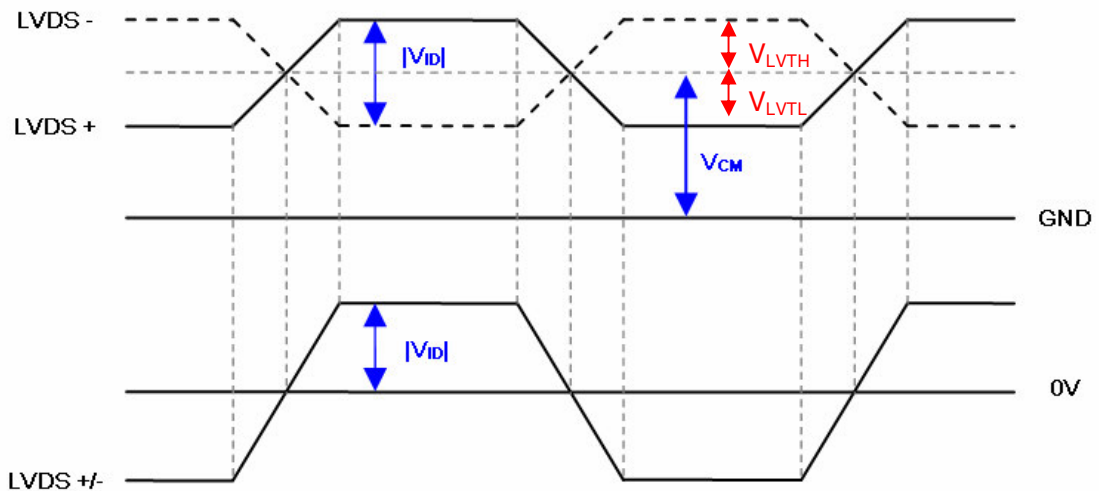 LVDS -
|VID|
VLVTH
VLVTL
LVDS +
VCM
GND
|VID|
0V
LVDS +/-